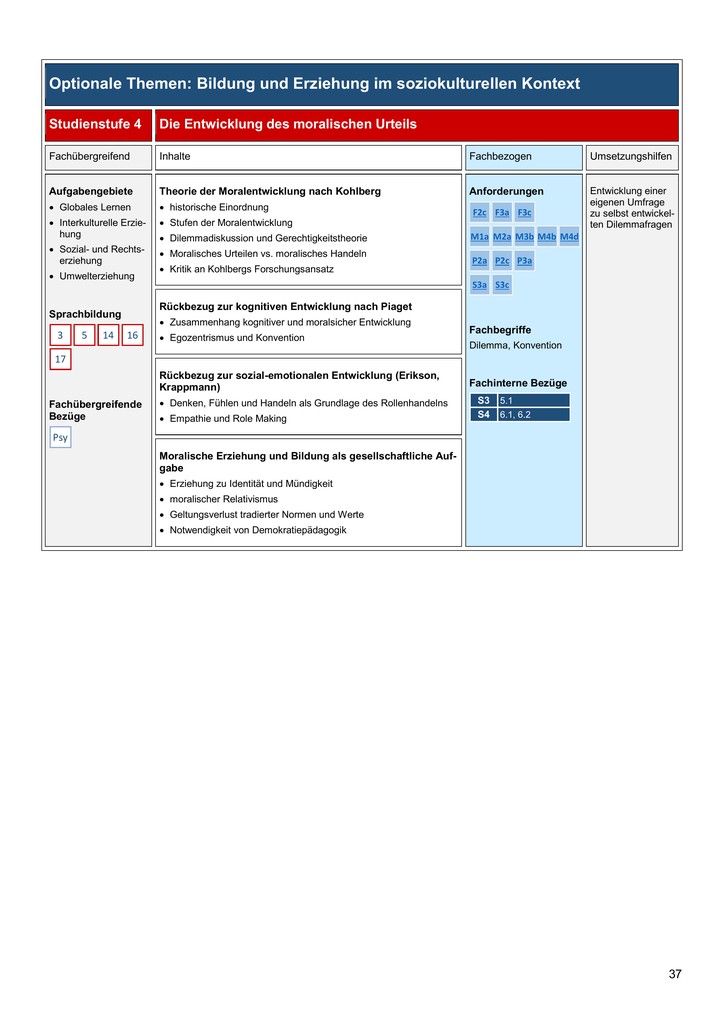 Optionale Themen: Bildung und Erziehung im soziokulturellen Kontext
Studienstufe 4
Die Entwicklung des moralischen Urteils
Fachübergreifend
Inhalte
Fachbezogen
Umsetzungshilfen
Aufgabengebiete
• Globales Lernen
• Interkulturelle Erzie-
hung
• Sozial- und Rechts-
erziehung
• Umwelterziehung
Sprachbildung
3 5 14 16
17
Fachübergreifende
Bezüge
Psy
Theorie der Moralentwicklung nach Kohlberg
• historische Einordnung
• Stufen der Moralentwicklung
• Dilemmadiskussion und Gerechtigkeitstheorie
• Moralisches Urteilen vs. moralisches Handeln
• Kritik an Kohlbergs Forschungsansatz
Rückbezug zur kognitiven Entwicklung nach Piaget
• Zusammenhang kognitiver und moralsicher Entwicklung
• Egozentrismus und Konvention
Rückbezug zur sozial-emotionalen Entwicklung (Erikson,
Krappmann)
• Denken, Fühlen und Handeln als Grundlage des Rollenhandelns
• Empathie und Role Making
Moralische Erziehung und Bildung als gesellschaftliche Auf-
gabe
• Erziehung zu Identität und Mündigkeit
• moralischer Relativismus
• Geltungsverlust tradierter Normen und Werte
• Notwendigkeit von Demokratiepädagogik
Anforderungen
F2c F3a F3c
M1a M2a M3b M4b M4d
P2a P2c P3a
S3a S3c
Fachbegriffe
Dilemma, Konvention
Fachinterne Bezüge
S3 5.1
S4 6.1, 6.2
Entwicklung einer
eigenen Umfrage
zu selbst entwickel-
ten Dilemmafragen
37